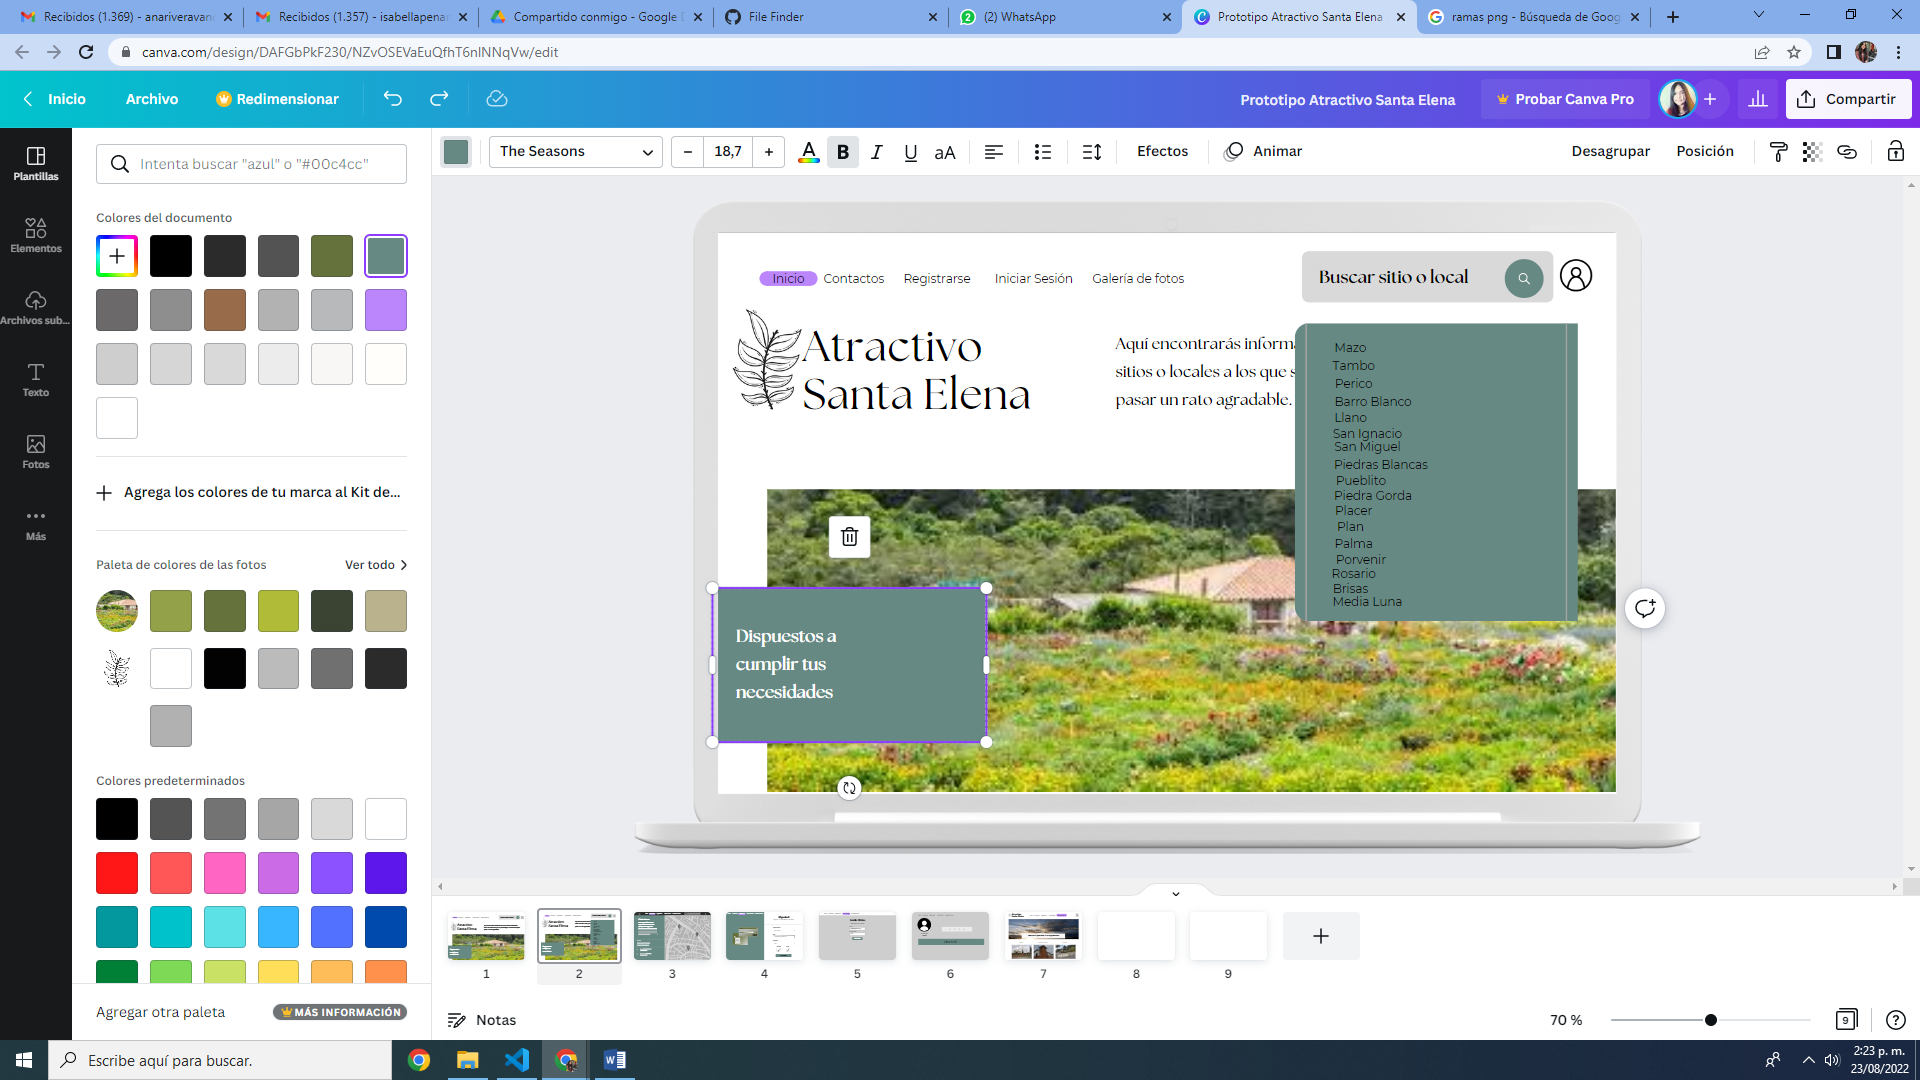 Recibidos (1.369) - anariveravan
Recibidos (1.357) - isabellapenar
Compartido conmigo - Google D
File Finder
(2) WhatsApp
Prototipo Atractivo Santa Elena
ramas png - Búsqueda de Goog
canva.com/design/DAFGbPkF230/NZvOSEVaEuQfhT6nINNqVw/edit
Inicio
Archivo
Redimensionar
Prototipo Atractivo Santa Elena
Probar Canva Pro
Compartir
Plantillas
Elementos
Archivos sub...
Texto
Fotos
Más
Intenta buscar "azul" o "#00c4cc"
The Seasons
18,7
A
B
I
U
aA
Efectos
Animar
Desagrupar
Posición
Colores del documento
Agrega los colores de tu marca al Kit de...
Paleta de colores de las fotos
Ver todo
Colores predeterminados
Agregar otra paleta
MÁS INFORMACIÓN
Inicio
Contactos
Registrarse
Iniciar Sesión
Galería de fotos
Buscar sitio o local
Atractivo
Santa Elena
Aquí encontrarás informa
sitios o locales a los que s
pasar un rato agradable.
Mazo
Tambo
Perico
Barro Blanco
Llano
San Ignacio
San Miguel
Piedras Blancas
Pueblito
Piedra Gorda
Placer
Plan
Palma
Porvenir
Rosario
Brisas
Media Luna
Dispuestos a
cumplir tus
necesidades
1
2
3
4
5
6
7
8
9
Notas
70 %
9
Escribe aquí para buscar.
2:23 p. m.
23/08/2022